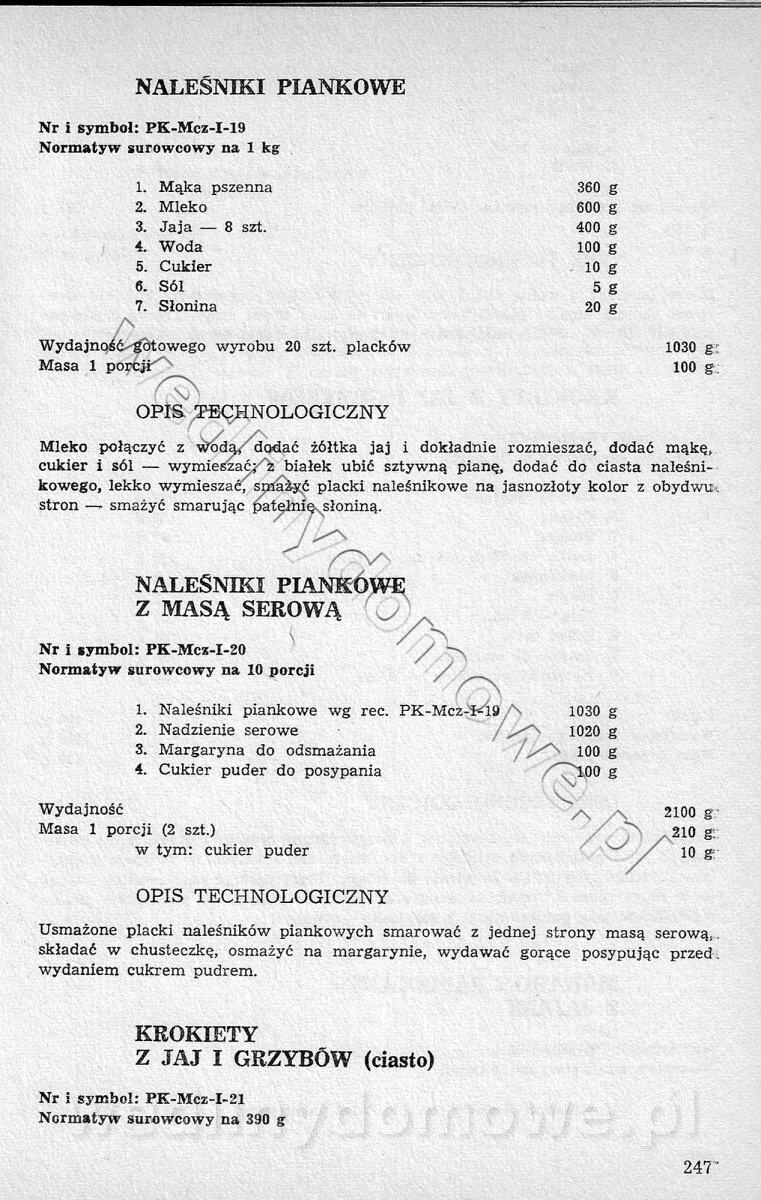 NALEŚNIKI PIANKOWE
Nr i symbol: PK-Mcz-I-19
Normatyw surowcowy na 1 kg
1. Mąka pszenna 360 g
2. Mleko 600 g
3. Jaja — 8 szt. 400 g
4. Woda 100 g
5. Cukier 10 g
6. Sól 5 g
7. Słonina 20 g
Wydajność gotowego wyrobu 20 szt. placków 1030 g
Masa 1 porcji 100 g
OPIS TECHNOLOGICZNY
Mleko połączyć z wodą, dodać żółtka jaj i dokładnie rozmieszać, dodać mąkę,
cukier i sól — wymieszać; z białek ubić sztywną pianę, dodać do ciasta naleśni-
kowego, lekko wymieszać, smażyć placki naleśnikowe na jasnozłoty kolor z obydwu
stron — smażyć smarując patelnię słoniną.
NALEŚNIKI PIANKOWE
Z MASĄ SEROWĄ
Nr i symbol: PK-Mcz-I-20
Normatyw surowcowy na 10 porcji
1. Naleśniki piankowe wg rec. PK-Mcz-I-19 1030 g
2. Nadzienie serowe 1020 g
3. Margaryna do odsmażania 100 g
4. Cukier puder do posypania 100 g
Wydajność 2100 g
Masa 1 porcji (2 szt.) 210 g
w tym: cukier puder 10 g
OPIS TECHNOLOGICZNY
Usmażone placki naleśników piankowych smarować z jednej strony masą serową,
składać w chusteczkę, osmażyć na margarynie, wydawać gorące posypując przed
wydaniem cukrem pudrem.
KROKIETY
Z JAJ I GRZYBÓW (ciasto)
Nr i symbol: PK-Mcz-I-21
Normatyw surowcowy na 390 g
247
wedlinydomowe.pl
wedlinydomowe.pl